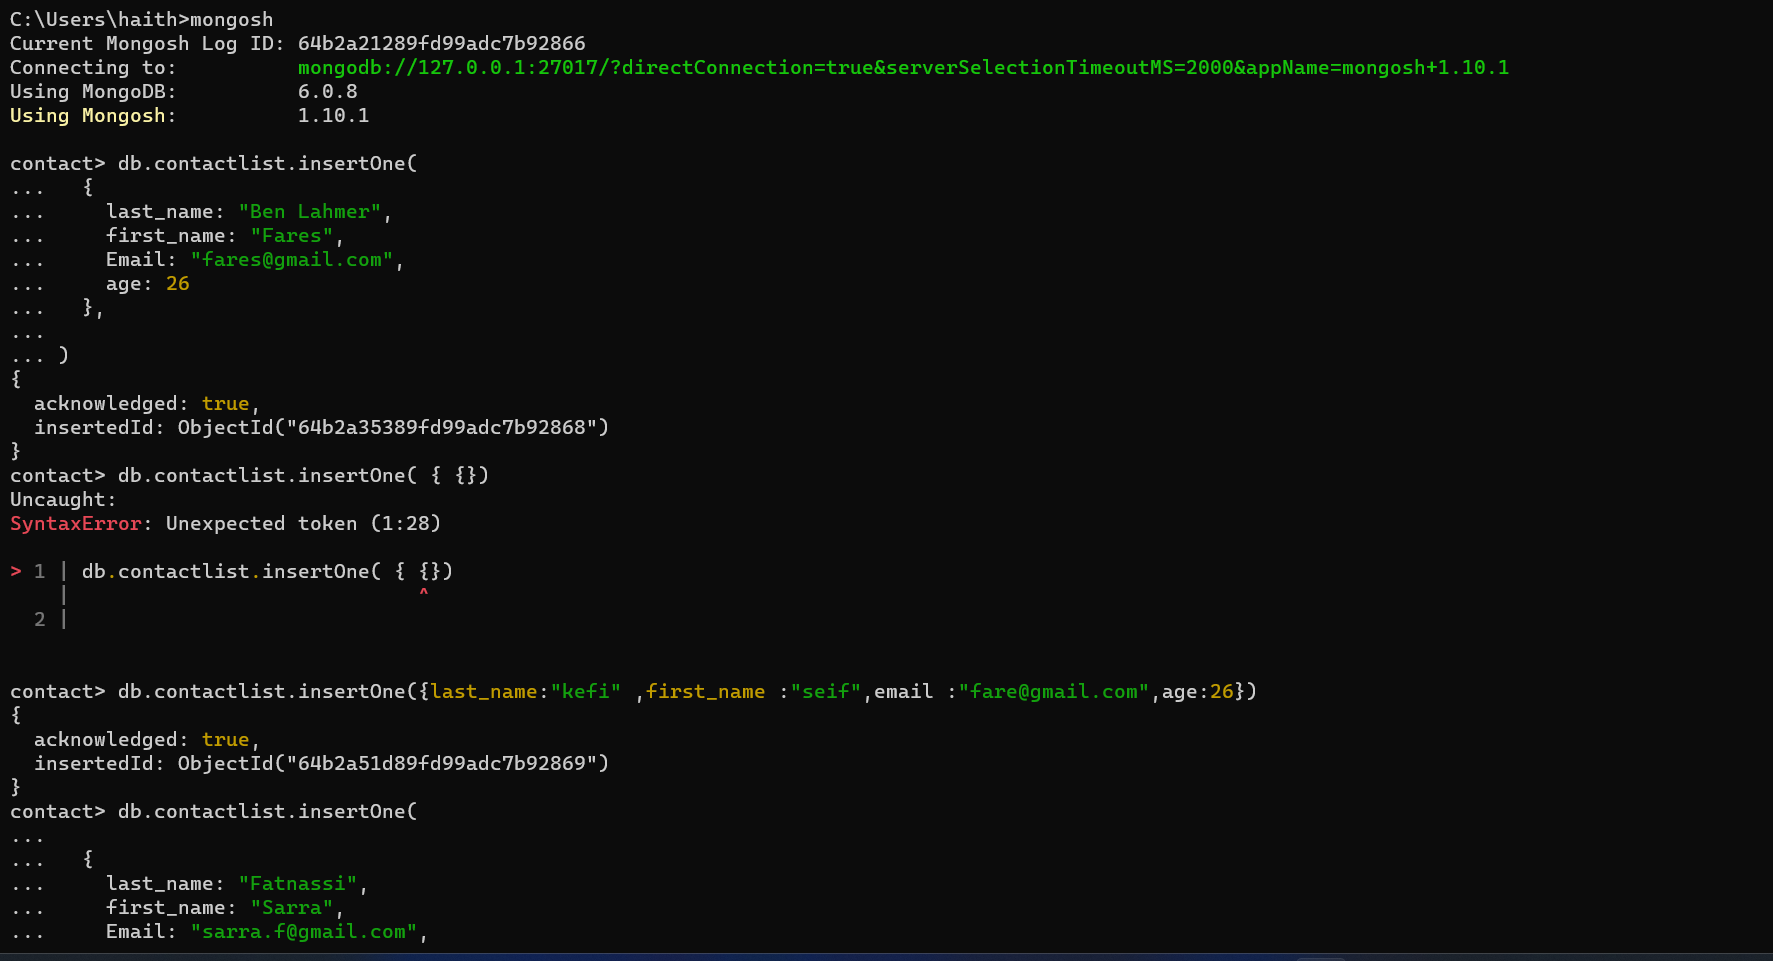 C:\Users\haith>mongosh
Current Mongosh Log ID: 64b2a21289fd99adc7b92866
Connecting to:          mongodb://127.0.0.1:27017/?directConnection=true&serverSelectionTimeoutMS=2000&appName=mongosh+1.10.1
Using MongoDB:          6.0.8
Using Mongosh:          1.10.1

contact> db.contactlist.insertOne(
...   {
...     last_name: "Ben Lahmer",
...     first_name: "Fares",
...     Email: "fares@gmail.com",
...     age: 26
...   },
...
... )
{
  acknowledged: true,
  insertedId: ObjectId("64b2a35389fd99adc7b92868")
}
contact> db.contactlist.insertOne( { {})
Uncaught:
SyntaxError: Unexpected token (1:28)

> 1 | db.contactlist.insertOne( { {})
    |                             ^
  2 |

contact> db.contactlist.insertOne({last_name:"kefi" ,first_name :"seif",email :"fare@gmail.com",age:26})
{
  acknowledged: true,
  insertedId: ObjectId("64b2a51d89fd99adc7b92869")
}
contact> db.contactlist.insertOne(
...
...   {
...     last_name: "Fatnassi",
...     first_name: "Sarra",
...     Email: "sarra.f@gmail.com",